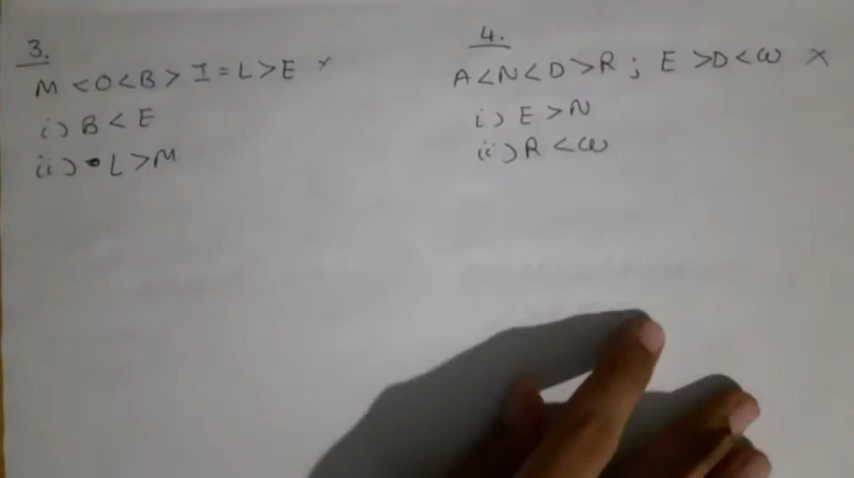 3.
M < O < B > I = L > E x
i) B < E
ii) L > M
4.
A < N < D > R ; E > D < W x
i) E > N
ii) R < W